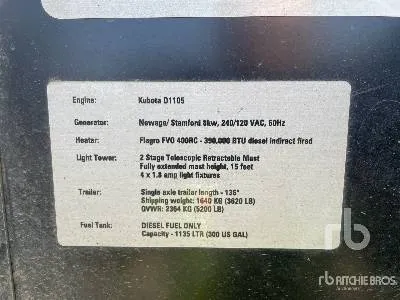 Engine: Kubota D1105
Generator: Newage/ Stamford 8kw, 240/120 VAC, 60Hz
Heater: Flagro FVO 400RC - 390,000 BTU diesel indirect fired
Light Tower: 2 Stage Telescopic Retractable Mast
Fully extended mast height, 15 feet
4 x 1.8 amp light fixtures
Trailer: Single axle trailer length - 136"
Shipping weight: 1640 KG (3620 LB)
GVWR: 2364 KG (5200 LB)
Fuel Tank: DIESEL FUEL ONLY
Capacity - 1135 LTR (300 US GAL)
rb
rb RITCHIE BROS.